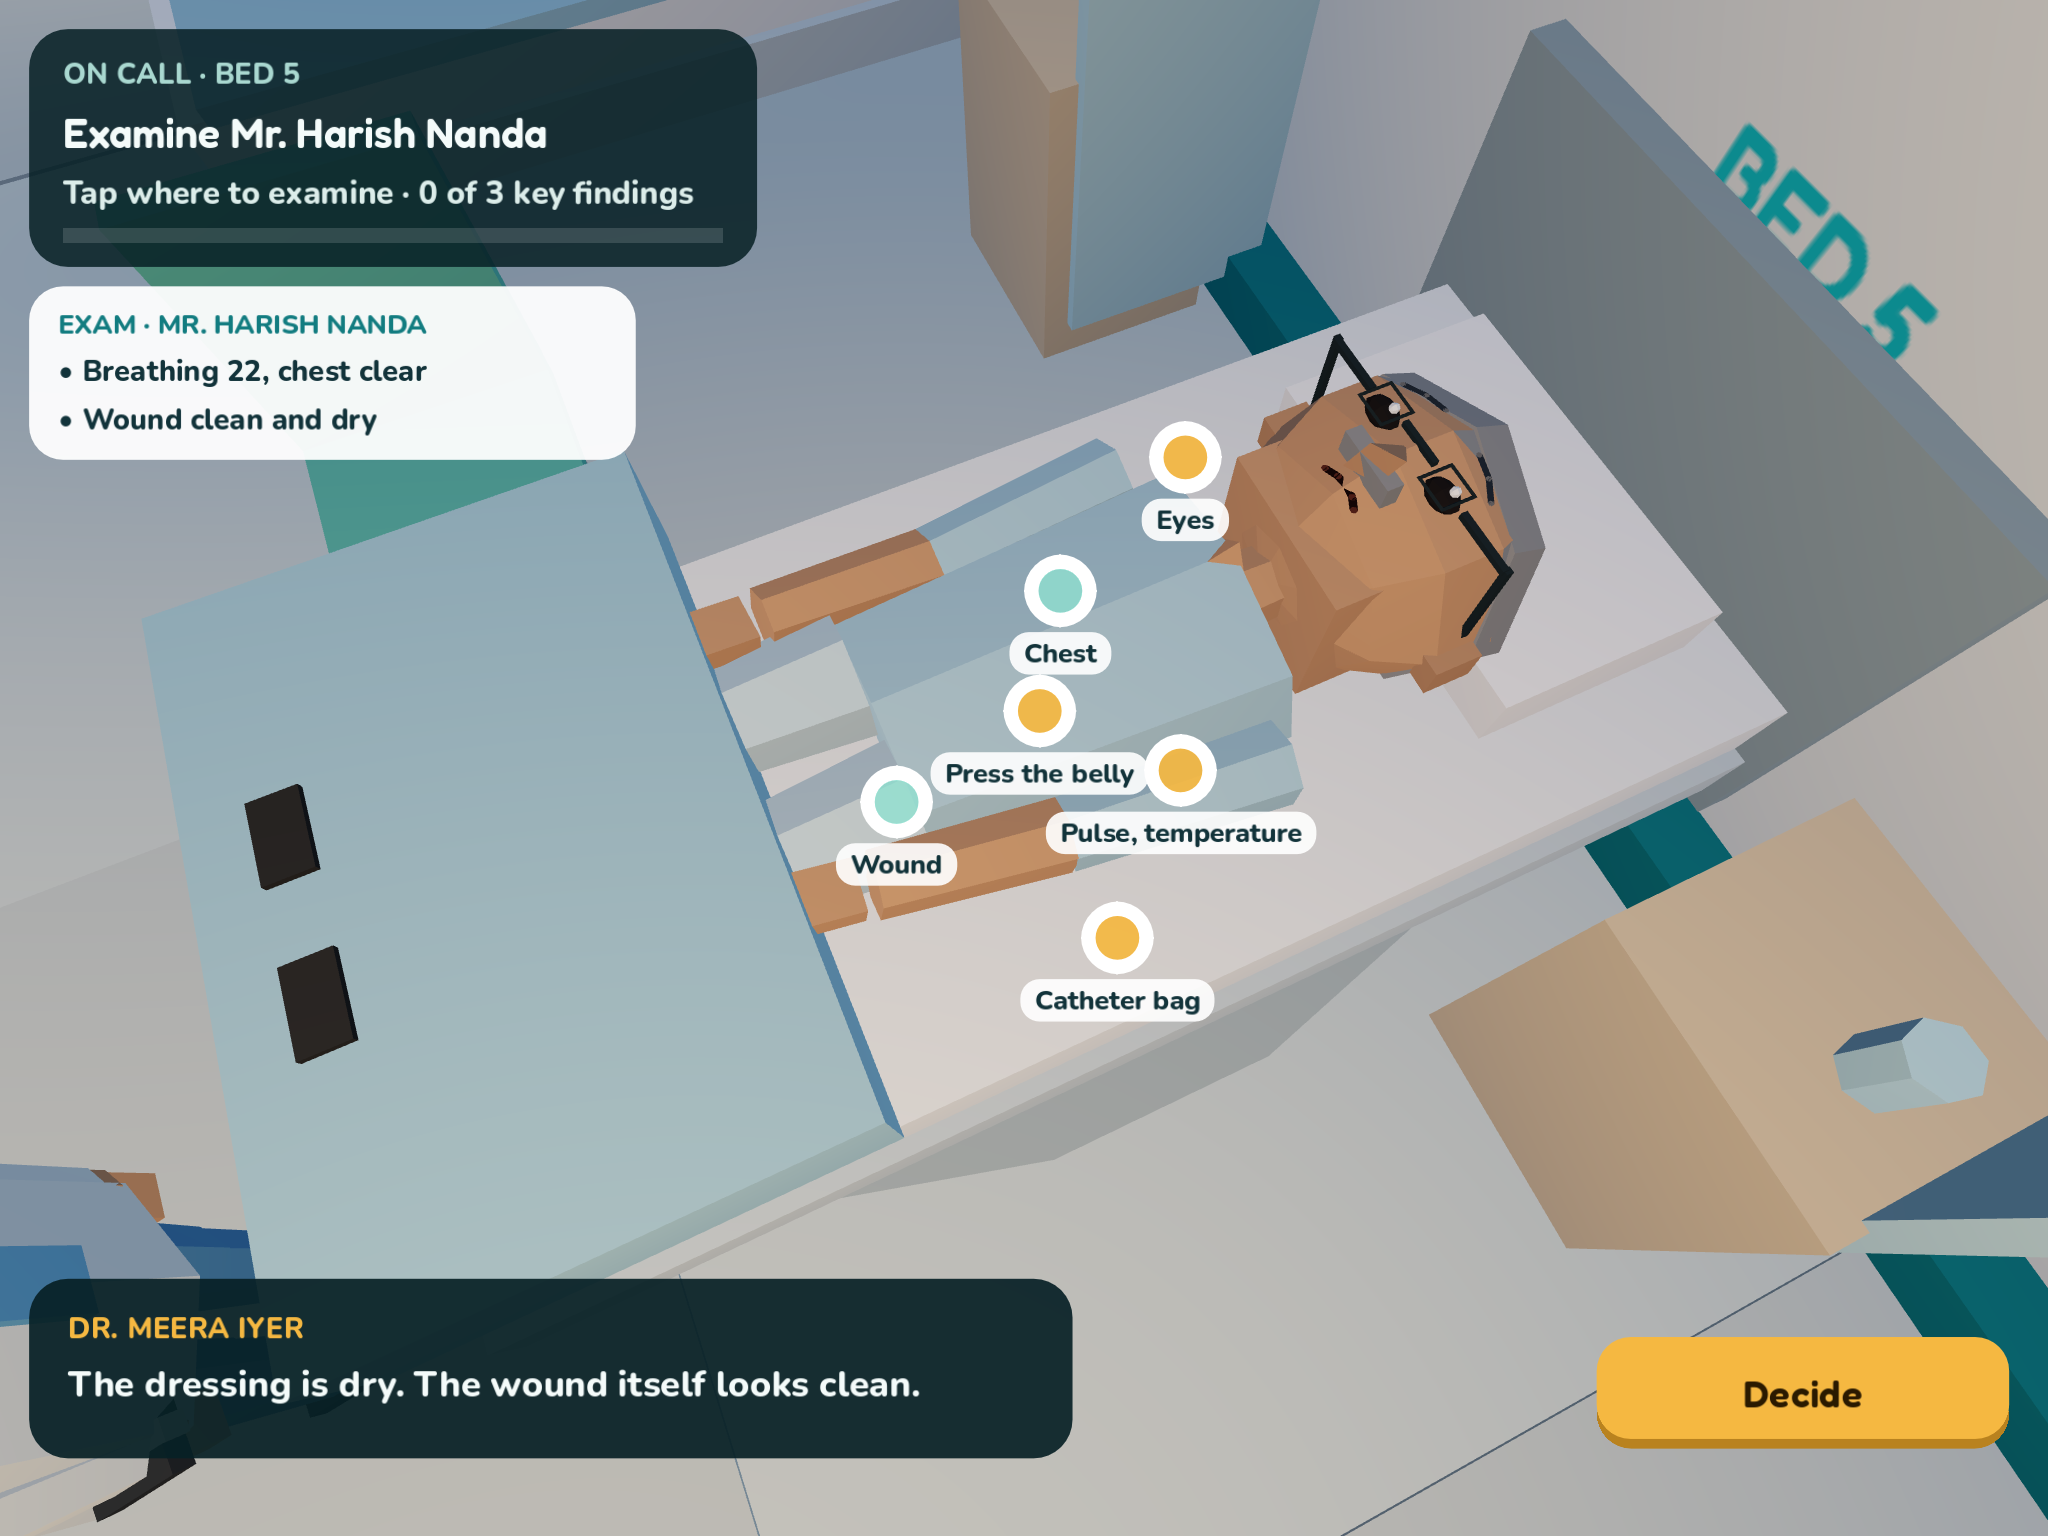 ON CALL · BED 5
Examine Mr. Harish Nanda
Tap where to examine · 0 of 3 key findings
EXAM · MR. HARISH NANDA
• Breathing 22, chest clear
• Wound clean and dry
BED 5
Eyes
Chest
Press the belly
Pulse, temperature
Wound
Catheter bag
DR. MEERA IYER
The dressing is dry. The wound itself looks clean.
Decide